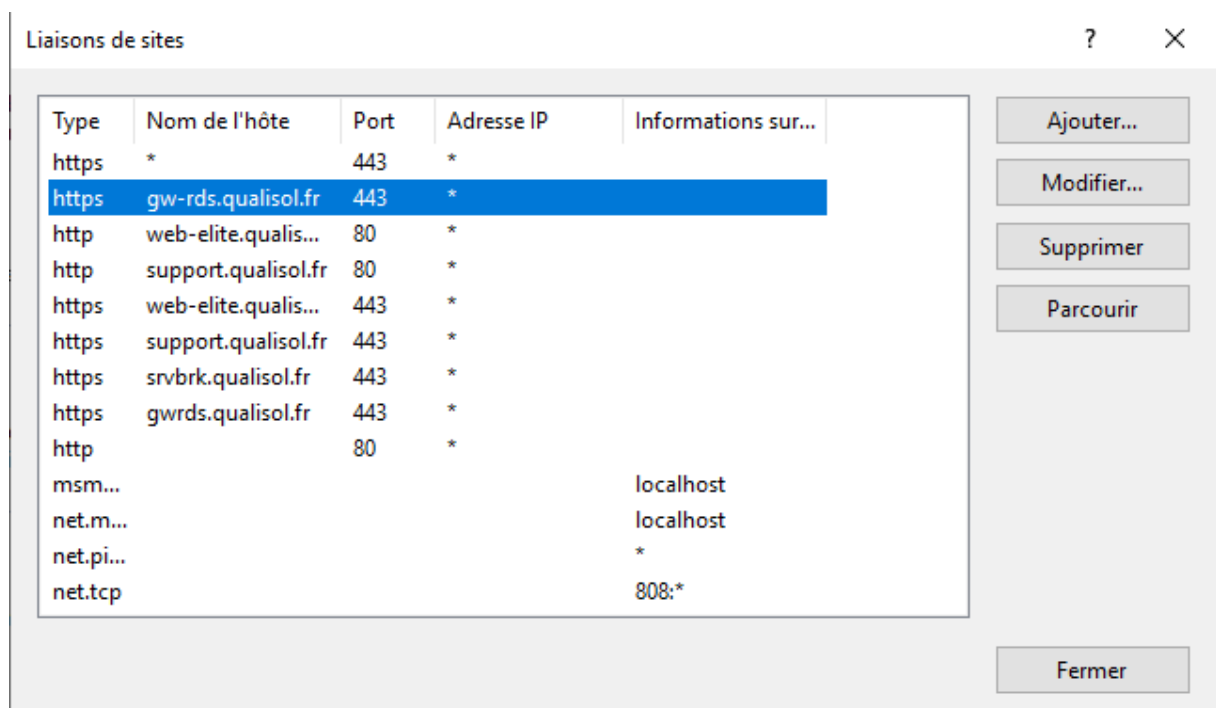 Liaisons de sites ? ×
Type Nom de l'hôte Port Adresse IP Informations sur...
https * 443 *
https gw-rds.qualisol.fr 443 *
http web-elite.qualis... 80 *
http support.qualisol.fr 80 *
https web-elite.qualis... 443 *
https support.qualisol.fr 443 *
https srvbrk.qualisol.fr 443 *
https gwrds.qualisol.fr 443 *
http 80 *
msm... localhost
net.m... localhost
net.pi... *
net.tcp 808:*
Ajouter...
Modifier...
Supprimer
Parcourir
Fermer